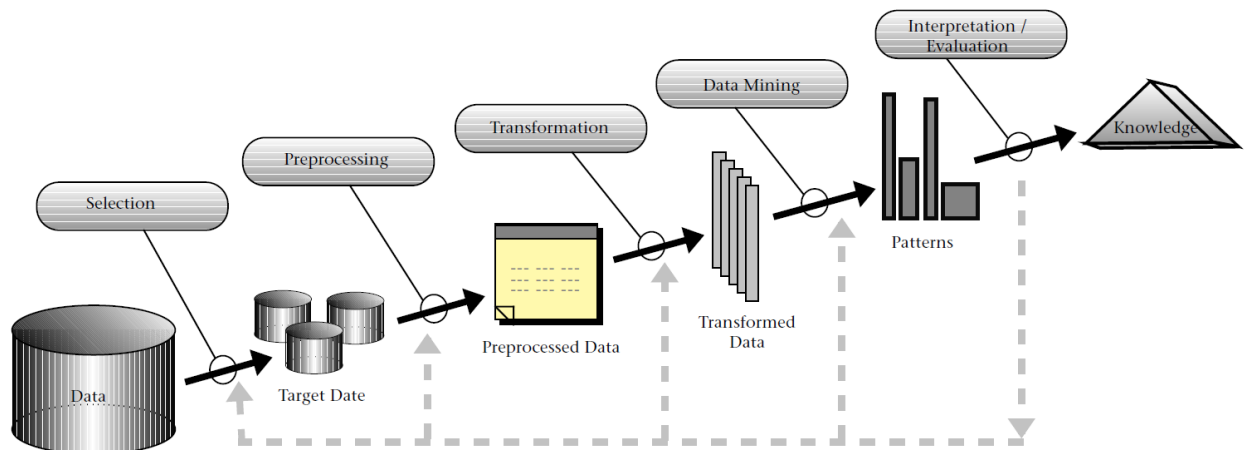 Interpretation /
Evaluation
Data Mining
Transformation
Preprocessing
Selection
Data
Target Date
Preprocessed Data
Transformed
Data
Patterns
Knowledge